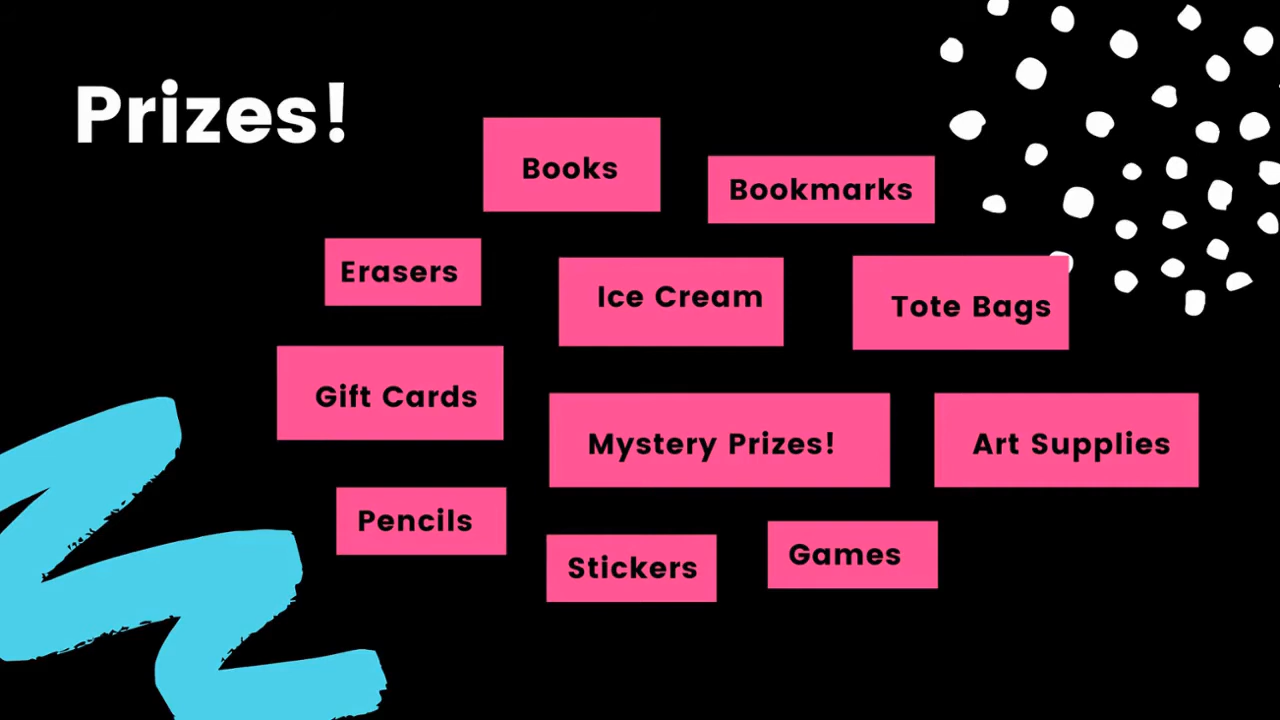 Prizes!
Books
Bookmarks
Erasers
Ice Cream
Tote Bags
Gift Cards
Mystery Prizes!
Art Supplies
Pencils
Stickers
Games